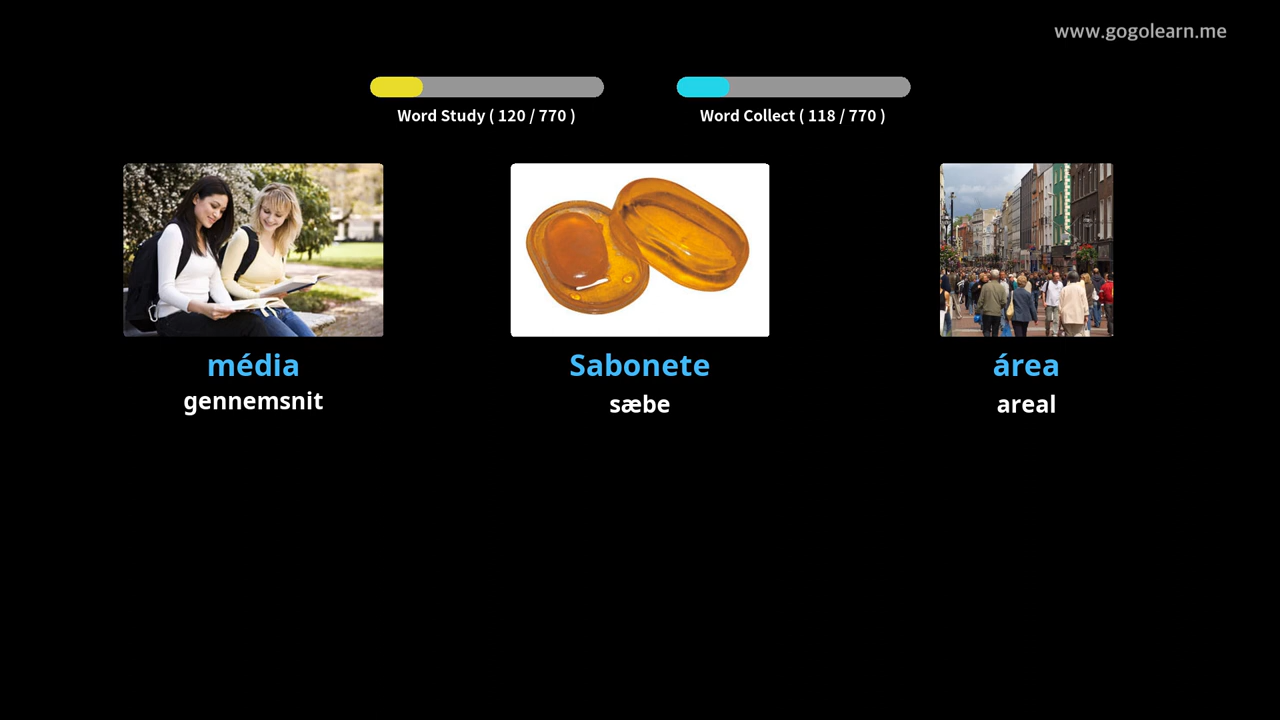 www.gogolearn.me
Word Study ( 120 / 770 )
Word Collect ( 118 / 770 )
média
Sabonete
área
gennemsnit
sæbe
areal